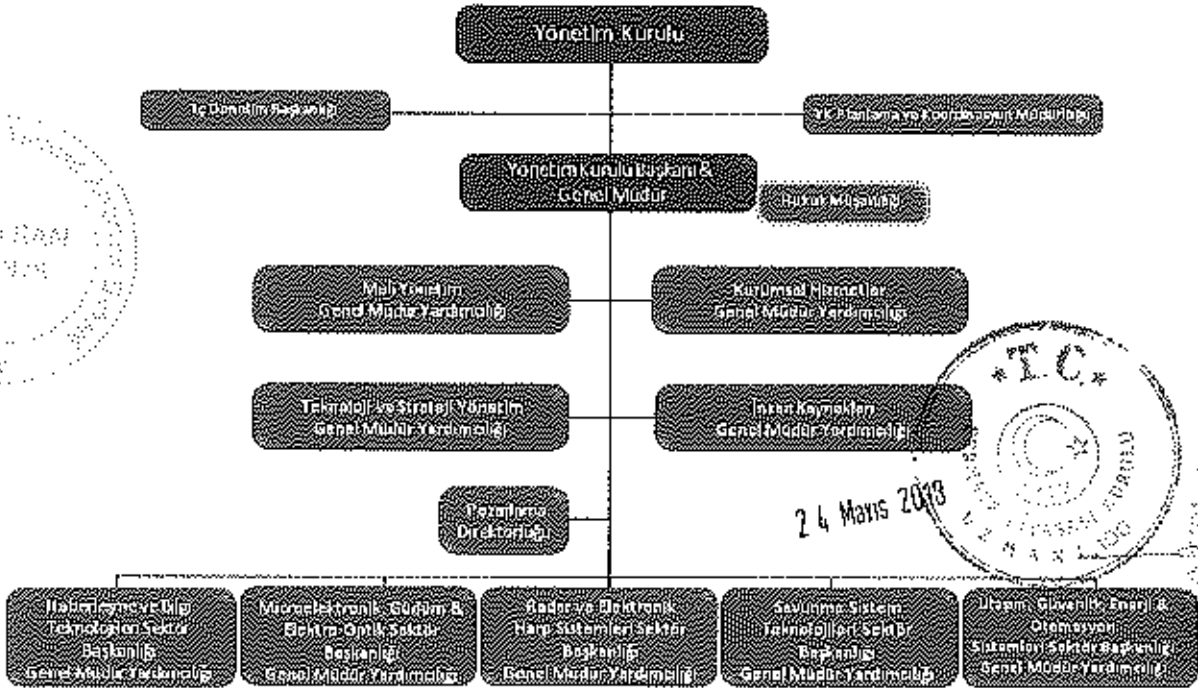 Yönetim Kurulu
İç Denetim Başkanlığı
YK Planlama ve Koordinasyon Müdürlüğü
Yönetim Kurulu Başkanı &
Genel Müdür
Hukuk Müşavirliği
Mali Yönetim
Genel Müdür Yardımcılığı
Kurumsal Hizmetler
Genel Müdür Yardımcılığı
Teknoloji ve Strateji Yönetim
Genel Müdür Yardımcılığı
İnsan Kaynakları
Genel Müdür Yardımcılığı
Pazarlama
Direktörlüğü
* T.C. *
24 Mayıs 2018
Haberleşme ve Bilgi
Teknolojileri Sektör
Başkanlığı
Genel Müdür Yardımcılığı
Microelektronik, Güdüm &
Elektro-Optik Sektör
Başkanlığı
Genel Müdür Yardımcılığı
Radar ve Elektronik
Harp Sistemleri Sektör
Başkanlığı
Genel Müdür Yardımcılığı
Savunma Sistem
Teknolojileri Sektör
Başkanlığı
Genel Müdür Yardımcılığı
Ulaşım, Güvenlik, Enerji &
Otomasyon
Sistemleri Sektör Başkanlığı
Genel Müdür Yardımcılığı